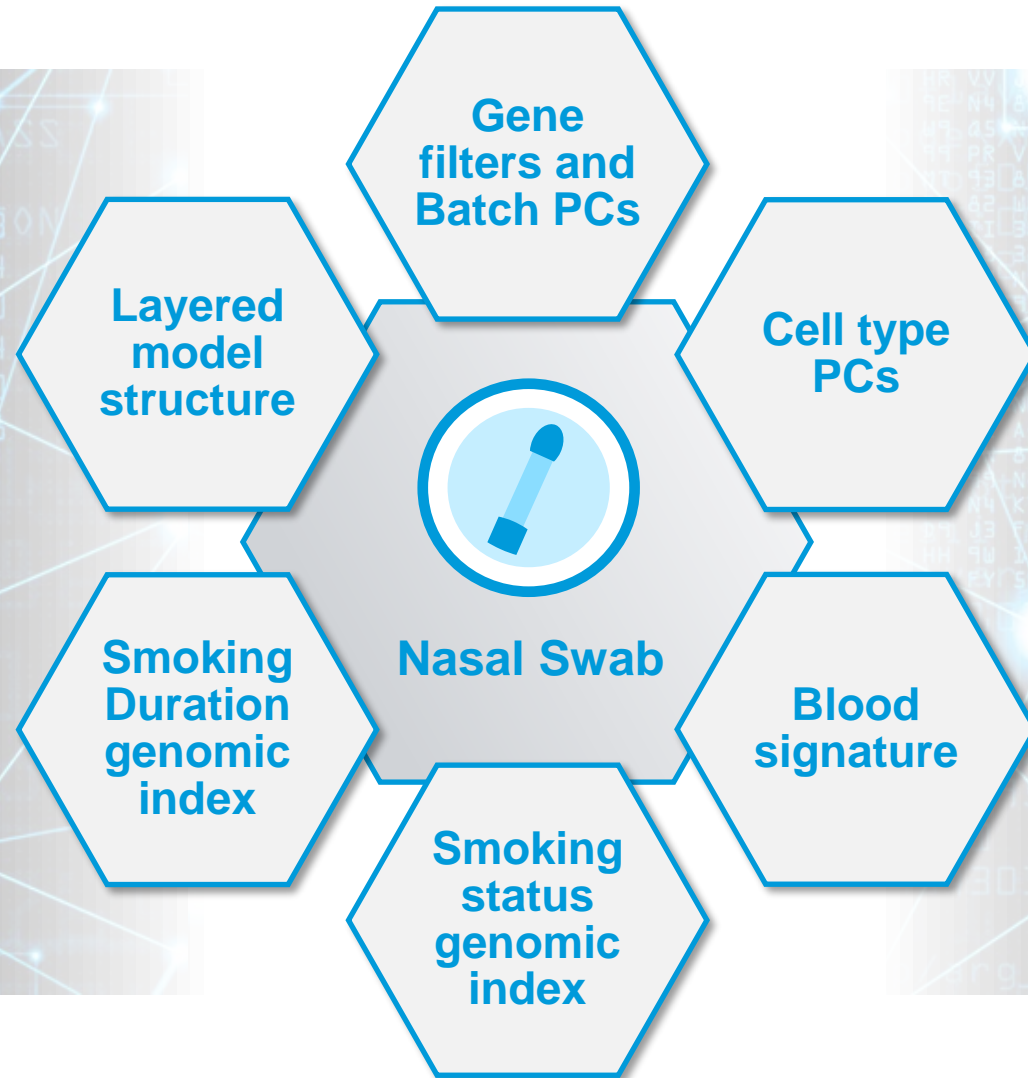 Gene
filters and
Batch PCs
Layered
model
structure
Cell type
PCs
Nasal Swab
Smoking
Duration
genomic
index
Blood
signature
Smoking
status
genomic
index